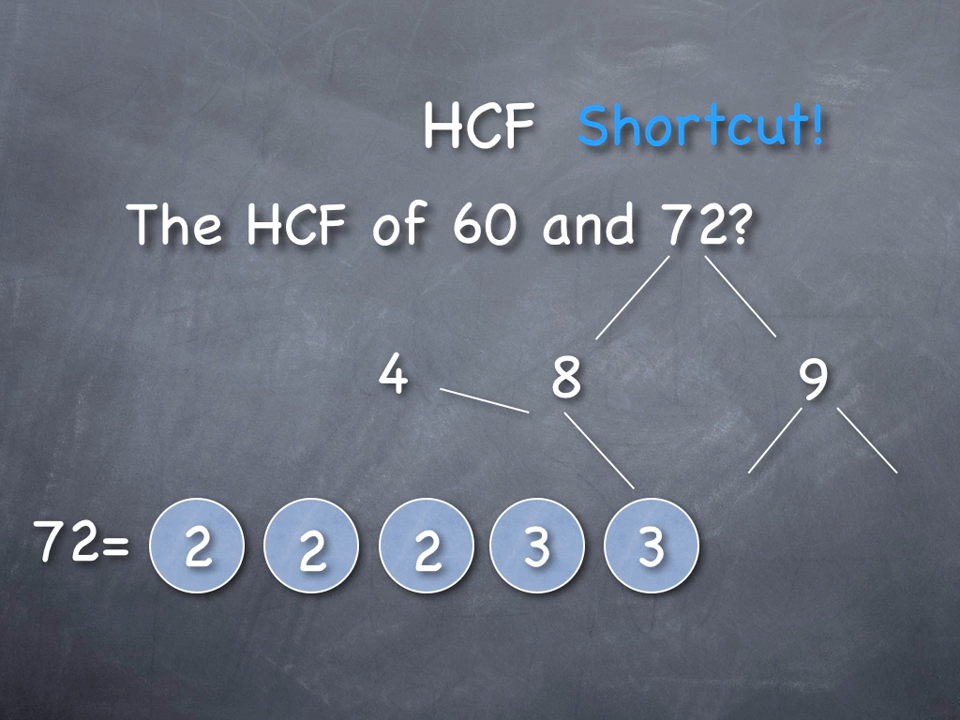 HCF Shortcut!
The HCF of 60 and 72?
4 8 9
72= 2 2 2 3 3